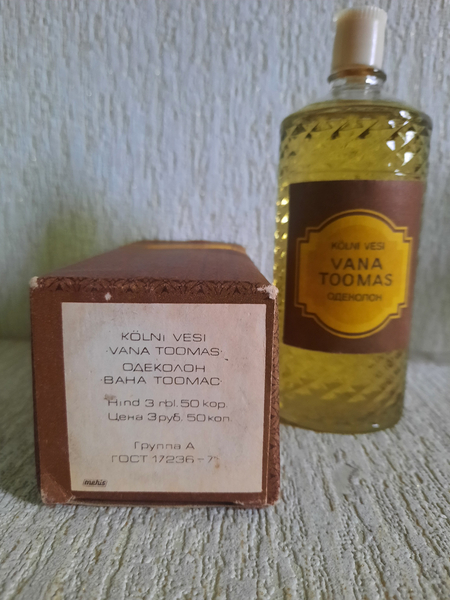 KÖLNI VESI
"VANA TOOMAS"
ОДЕКОЛОН
"ВАНА ТООМАС"
Hind 3 rbl. 50 kop.
Цена 3 руб. 50 коп
Группа А
ГОСТ 17236-7
KÖLNI VESI
VANA
TOOMAS
ОДЕКОЛОН